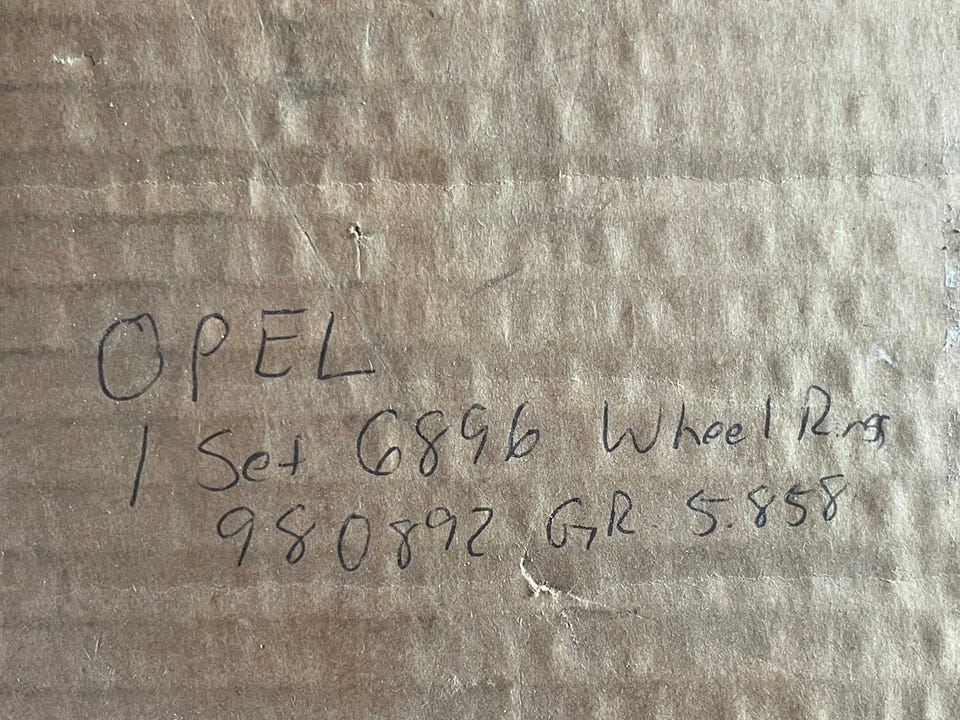 OPEL
1 Set 6896 Wheel Rings
980892 GR. 5.858